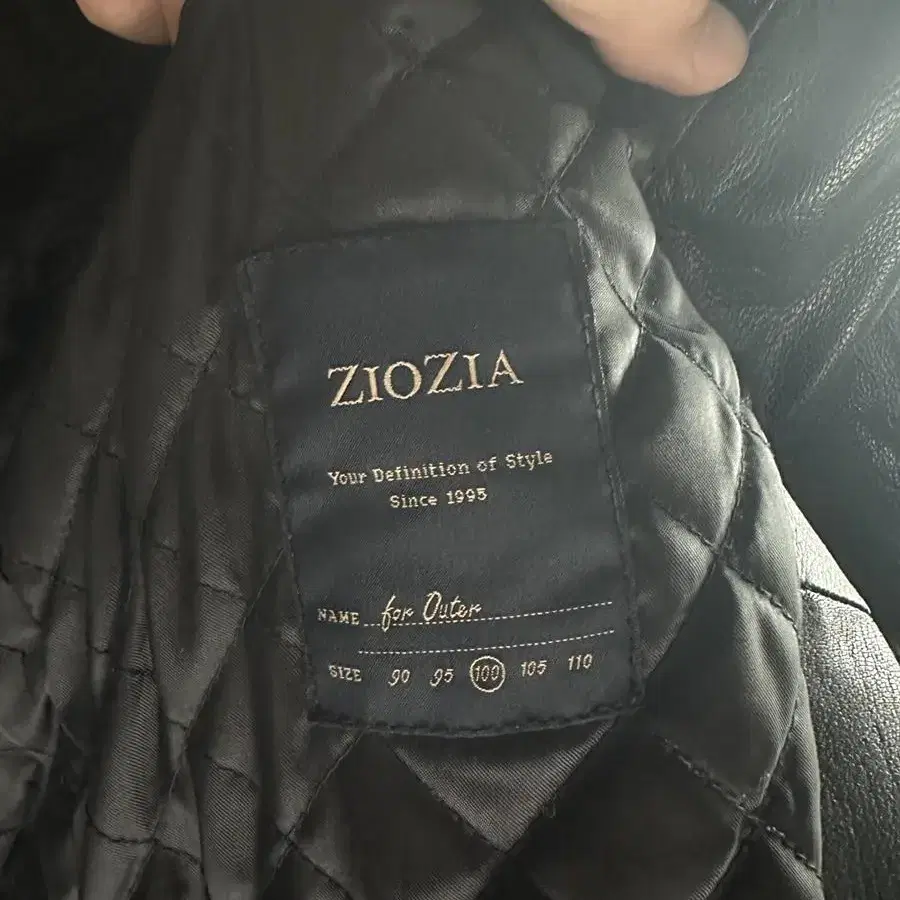 ZIOZIA
Your Definition of Style
Since 1995
NAME for Outer
SIZE 90 95 100 105 110